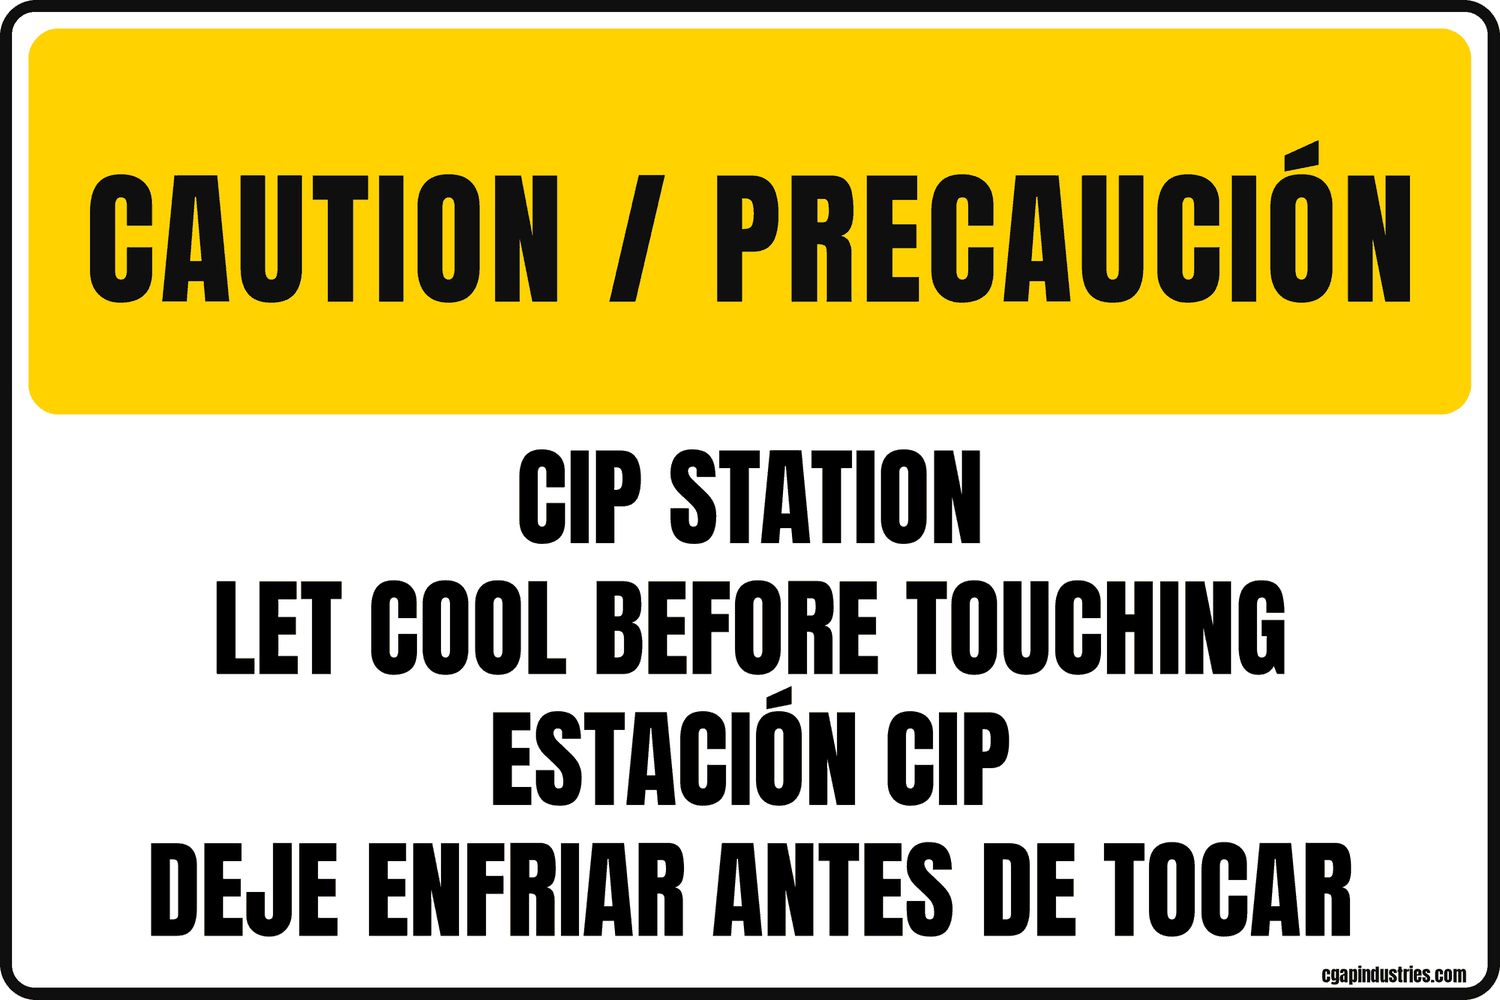 CAUTION / PRECAUCIÓN
CIP STATION
LET COOL BEFORE TOUCHING
ESTACIÓN CIP
DEJE ENFRIAR ANTES DE TOCAR
cgapindustries.com